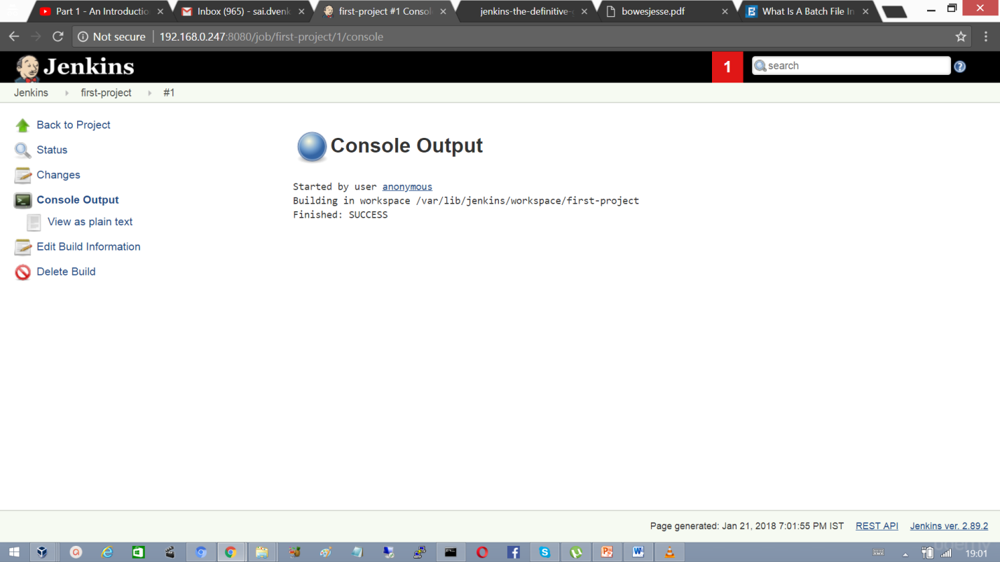 Part 1 - An Introductio
Inbox (965) - sai.dvenk
first-project #1 Consol
jenkins-the-definitive-g
bowesjesse.pdf
What Is A Batch File In
Not secure
192.168.0.247:8080/job/first-project/1/console
Jenkins
1
search
Jenkins
first-project
#1
Back to Project
Status
Changes
Console Output
View as plain text
Edit Build Information
Delete Build
Console Output
Started by user anonymous
Building in workspace /var/lib/jenkins/workspace/first-project
Finished: SUCCESS
Page generated: Jan 21, 2018 7:01:55 PM IST
REST API
Jenkins ver. 2.89.2
udemy
19:01